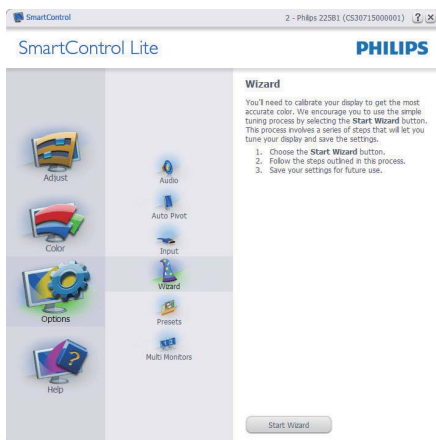 SmartControl
2 - Philips 225B1 (CS30715000001)
SmartControl Lite
PHILIPS
Adjust
Color
Options
Help
Audio
Auto Pivot
Input
Wizard
Presets
Multi Monitors
Wizard
You'll need to calibrate your display to get the most
accurate color. We encourage you to use the simple
tuning process by selecting the Start Wizard button.
This process involves a series of steps that will let you
tune your display and save the settings.
1. Choose the Start Wizard button.
2. Follow the steps outlined in this process.
3. Save your settings for future use.
Start Wizard